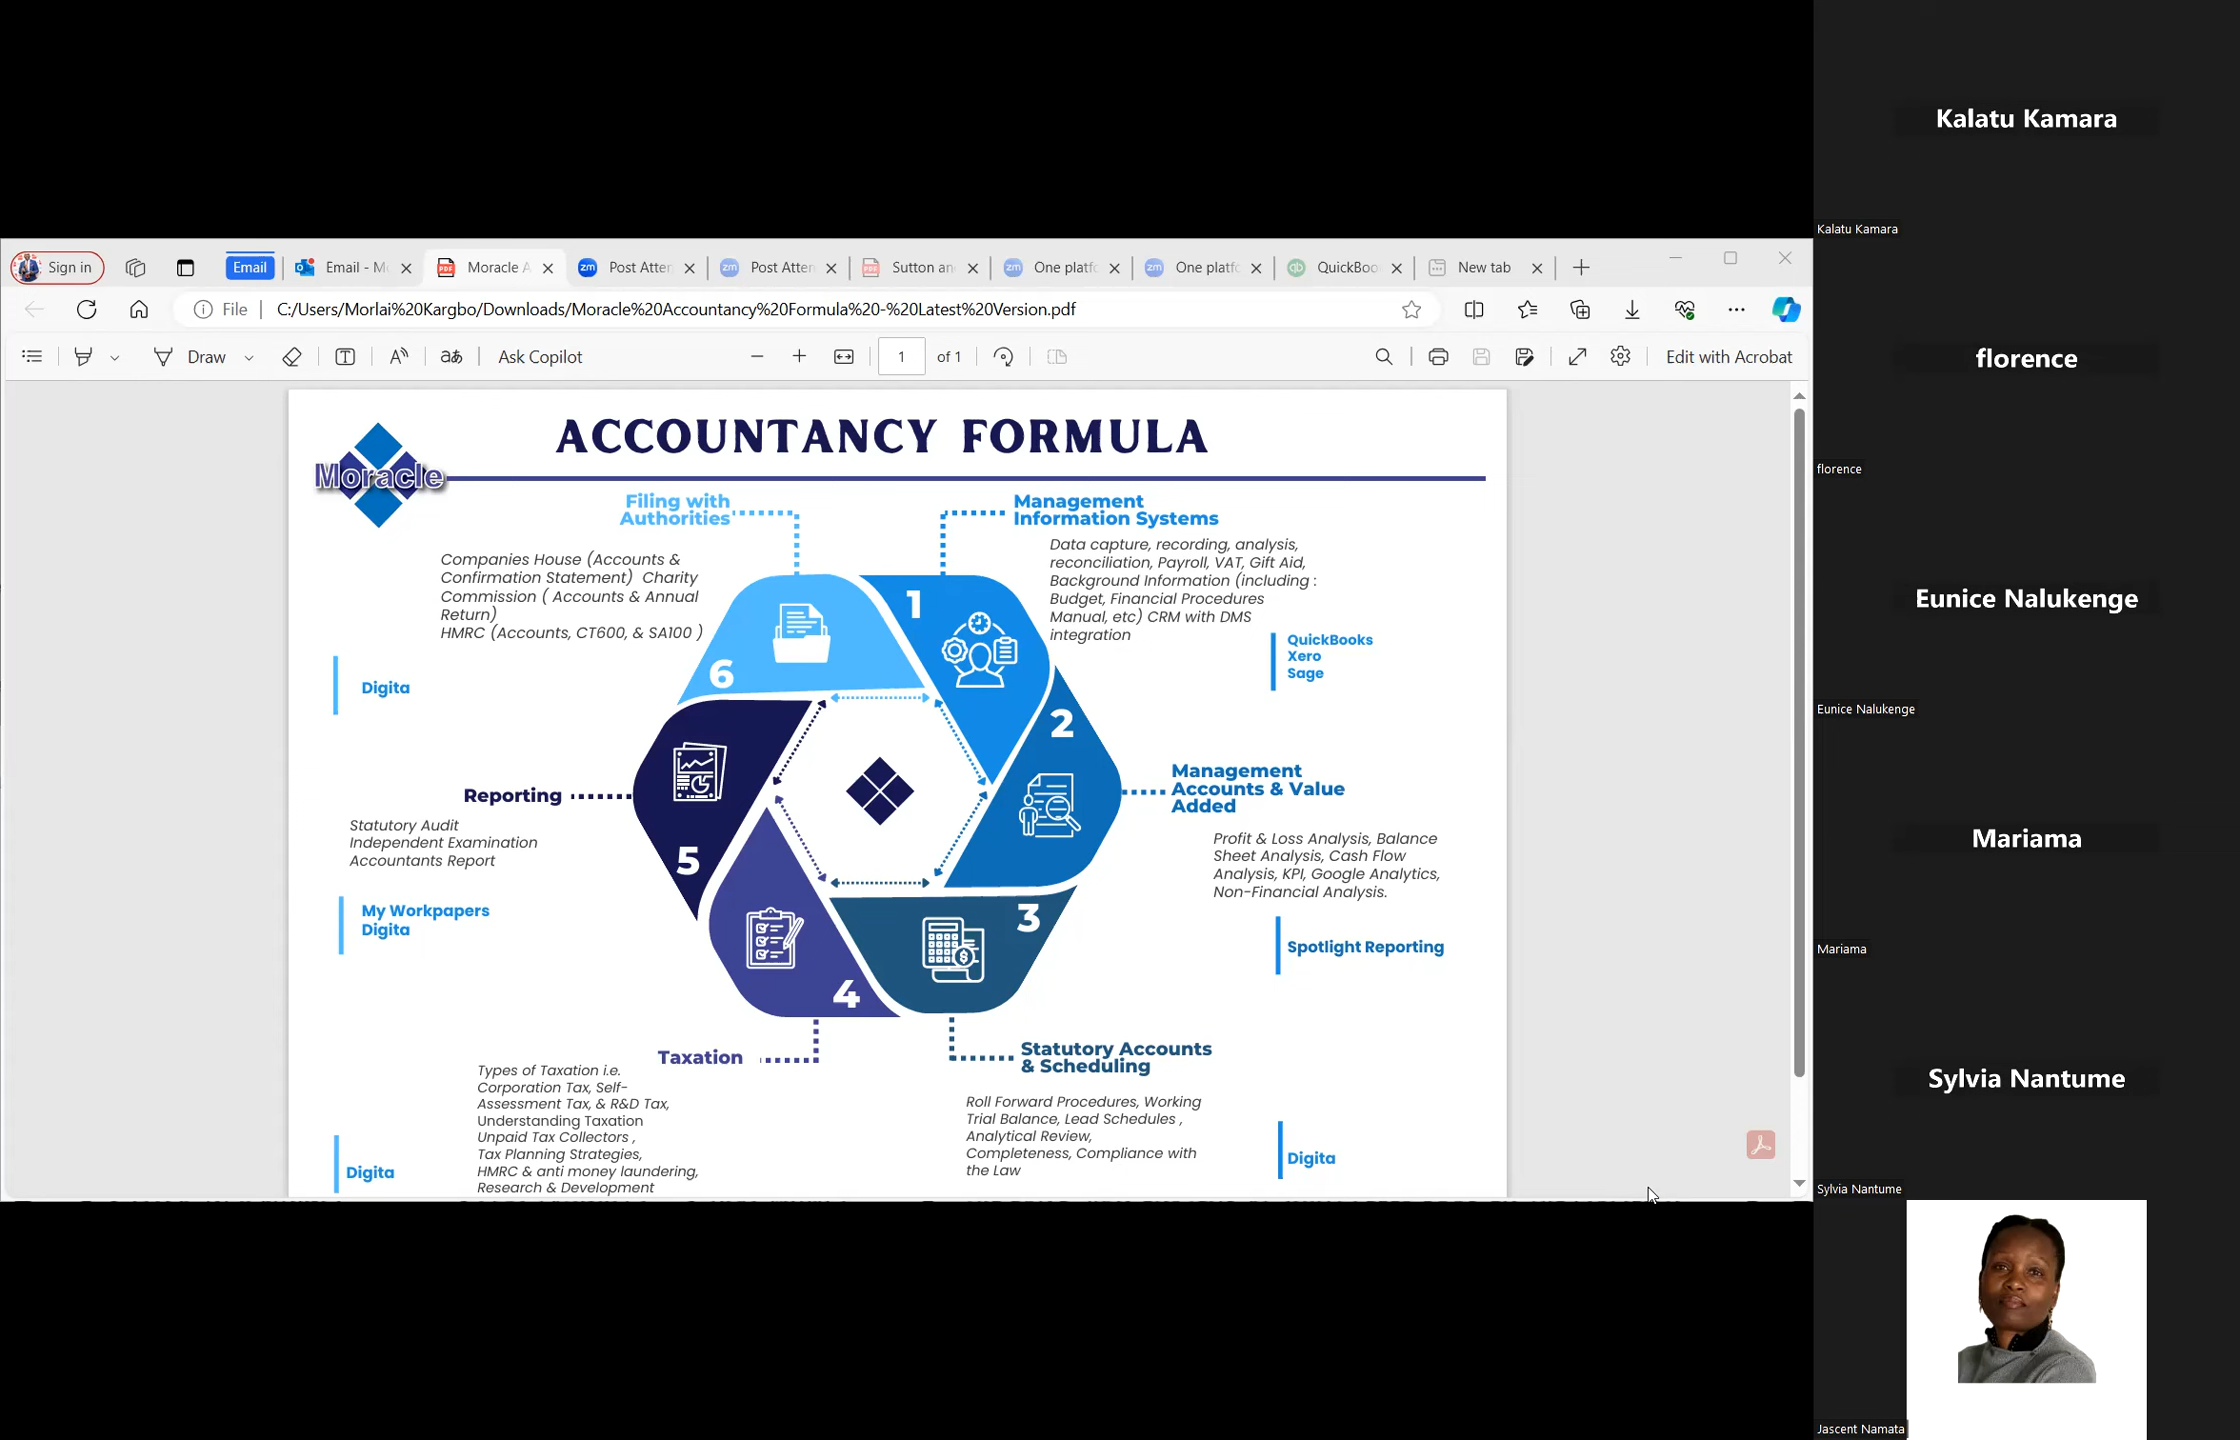 Sign in
Email
Email - M
Moracle A
Post Atter
Post Atter
Sutton an
One platfo
One platfo
QuickBoo
New tab
File
C:/Users/Morlai%20Kargbo/Downloads/Moracle%20Accountancy%20Formula%20-%20Latest%20Version.pdf
Draw
Ask Copilot
1
of 1
Edit with Acrobat
ACCOUNTANCY FORMULA
Moracle
Filing with
Authorities
Companies House (Accounts &
Confirmation Statement) Charity
Commission ( Accounts & Annual
Return)
HMRC (Accounts, CT600, & SA100 )
Digita
Management
Information Systems
Data capture, recording, analysis,
reconciliation, Payroll, VAT, Gift Aid,
Background Information (including :
Budget, Financial Procedures
Manual, etc) CRM with DMS
integration
QuickBooks
Xero
Sage
1
2
3
4
5
6
Management
Accounts & Value
Added
Profit & Loss Analysis, Balance
Sheet Analysis, Cash Flow
Analysis, KPI, Google Analytics,
Non-Financial Analysis.
Spotlight Reporting
Reporting
Statutory Audit
Independent Examination
Accountants Report
My Workpapers
Digita
Taxation
Types of Taxation i.e.
Corporation Tax, Self-
Assessment Tax, & R&D Tax,
Understanding Taxation
Unpaid Tax Collectors ,
Tax Planning Strategies,
HMRC & anti money laundering,
Research & Development
Digita
Statutory Accounts
& Scheduling
Roll Forward Procedures, Working
Trial Balance, Lead Schedules ,
Analytical Review,
Completeness, Compliance with
the Law
Digita
Kalatu Kamara
Kalatu Kamara
florence
florence
Eunice Nalukenge
Eunice Nalukenge
Mariama
Mariama
Sylvia Nantume
Sylvia Nantume
Jascent Namata